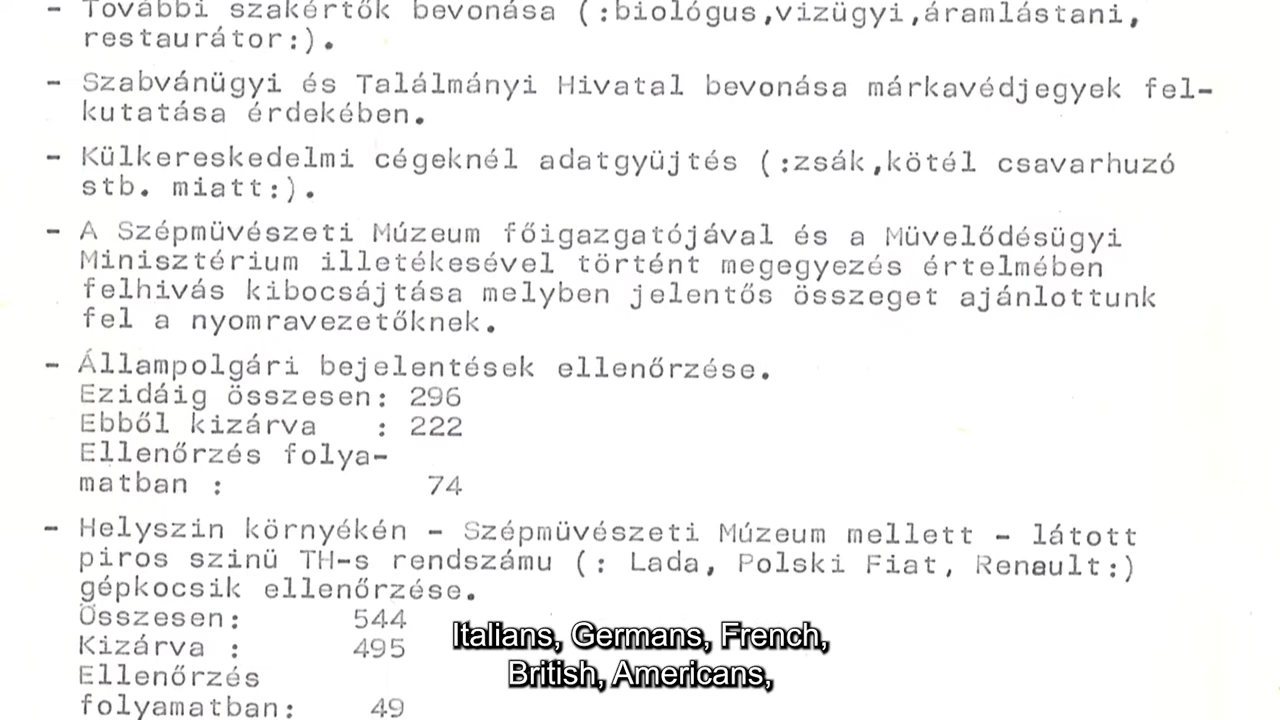 - További szakértők bevonása (:biológus,vizügyi,áramlástani,
restaurátor:).
- Szabvánügyi és Találmányi Hivatal bevonása márkavédjegyek fel-
kutatása érdekében.
- Külkereskedelmi cégeknél adatgyüjtés (:zsák,kötél csavarhuzó
stb. miatt:).
- A Szépmüvészeti Múzeum főigazgatójával és a Müvelődésügyi
Minisztérium illetékesével történt megegyezés értelmében
felhivás kibocsájtása melyben jelentős összeget ajánlottunk
fel a nyomravezetőknek.
- Állampolgári bejelentések ellenőrzése.
Ezidáig összesen: 296
Ebből kizárva : 222
Ellenőrzés folya-
matban : 74
- Helyszin környékén - Szépmüvészeti Múzeum mellett - látott
piros szinü TH-s rendszámu (: Lada, Polski Fiat, Renault:)
gépkocsik ellenőrzése.
Összesen: 544
Kizárva : 495
Ellenőrzés
folyamatban: 49
Italians, Germans, French,
British, Americans,